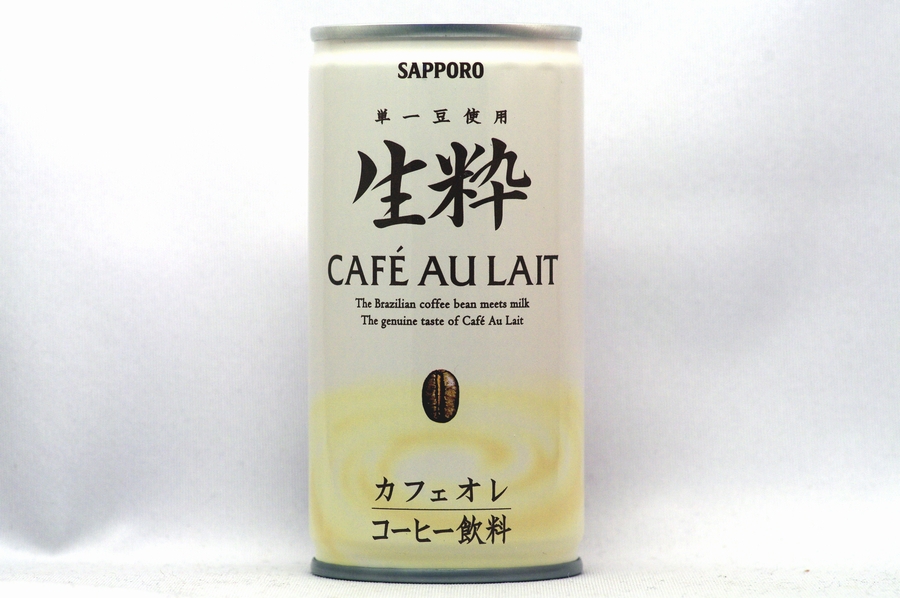 SAPPORO
単一豆使用
生粋
CAFÉ AU LAIT
The Brazilian coffee bean meets milk
The genuine taste of Café Au Lait
カフェオレ
コーヒー飲料